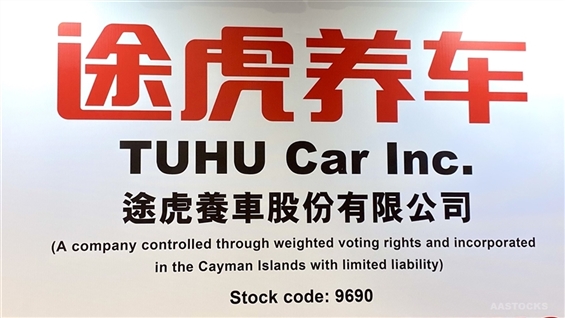 途虎养车
TUHU Car Inc.
途虎養車股份有限公司
(A company controlled through weighted voting rights and incorporated
in the Cayman Islands with limited liability)
Stock code: 9690
AASTOCKS